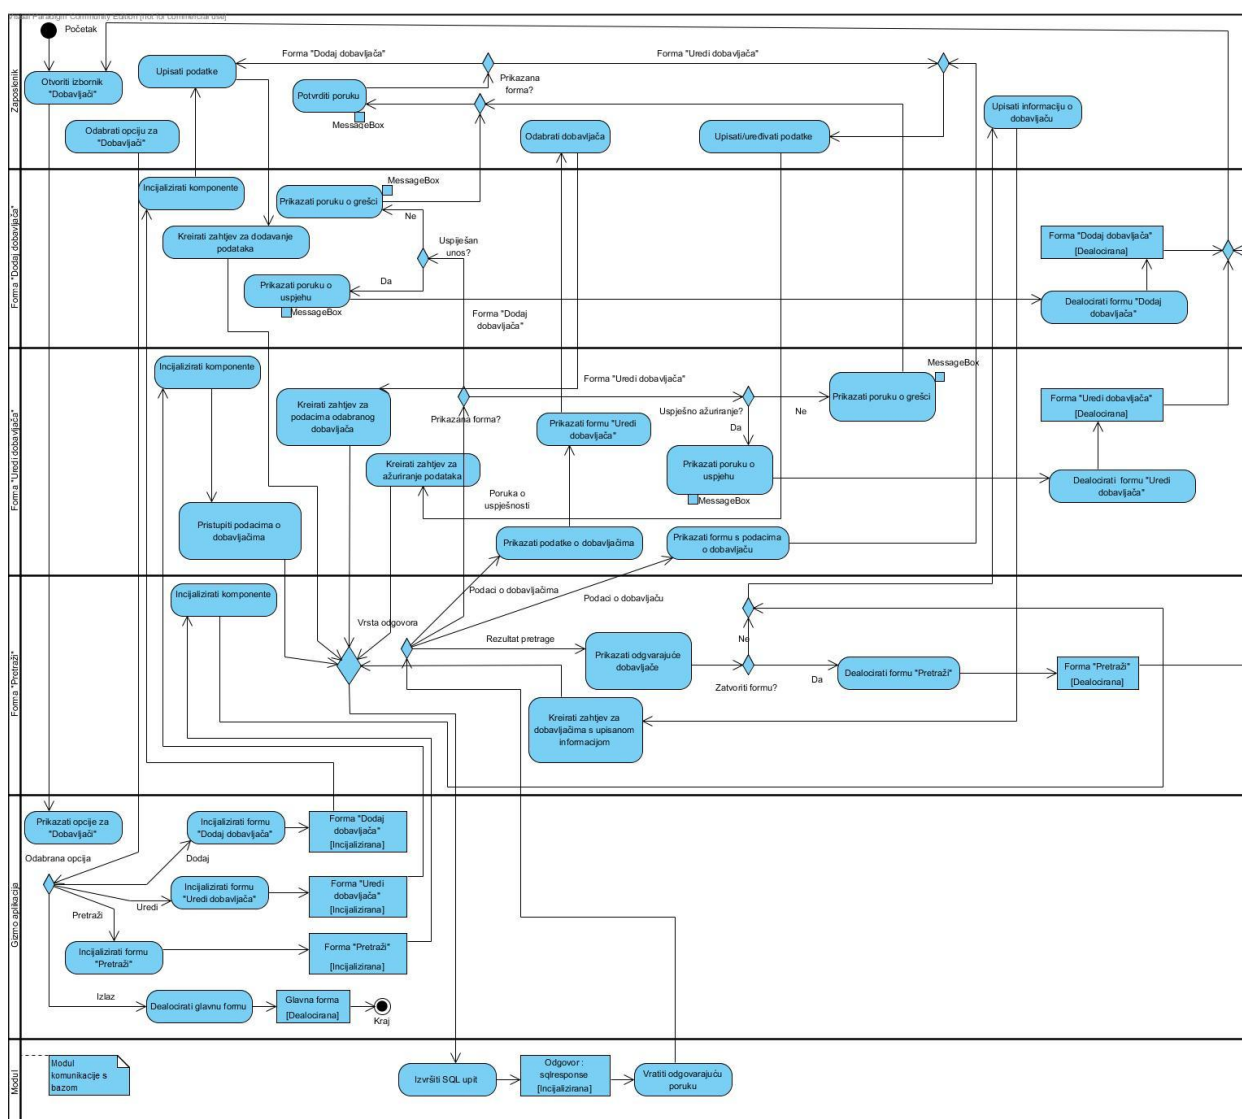 Visual Paradigm Community Edition [not for commercial use]
Zaposlenik
Početak
Otvoriti izbornik
"Dobavljači"
Upisati podatke
Forma "Dodaj dobavljača"
Forma "Uredi dobavljača"
Prikazana
forma?
Potvrditi poruku
MessageBox
Odabrati opciju za
"Dobavljači"
Odabrati dobavljača
Upisati/uređivati podatke
Upisati informaciju o
dobavljaču
Forma "Dodaj dobavljača"
Incijalizirati komponente
Prikazati poruku o grešci
MessageBox
Ne
Kreirati zahtjev za dodavanje
podataka
Uspiješan
unos?
Da
Prikazati poruku o
uspjehu
MessageBox
Forma "Dodaj
dobavljača"
Forma "Dodaj dobavljača"
[Dealocirana]
Dealocirati formu "Dodaj
dobavljača"
Forma "Uredi dobavljača"
Incijalizirati komponente
Kreirati zahtjev za
podacima odabranog
dobavljača
Prikazana forma?
Forma "Uredi dobavljača"
Uspješno ažuriranje?
Ne
Da
Prikazati poruku o grešci
MessageBox
Forma "Uredi dobavljača"
[Dealocirana]
Prikazati formu "Uredi
dobavljača"
Kreirati zahtjev za
ažuriranje podataka
Prikazati poruku o
uspjehu
MessageBox
Dealocirati  formu "Uredi
dobavljača"
Poruka o
uspješnosti
Pristupiti podacima o
dobavljačima
Prikazati podatke o dobavljačima
Prikazati formu s podacima
o dobavljaču
Forma "Pretraži"
Incijalizirati komponente
Podaci o dobavljačima
Podaci o dobavljaču
Vrsta odgovora
Rezultat pretrage
Prikazati odgvarajuće
dobavljače
Ne
Zatvoriti formu?
Da
Dealocirati formu "Pretraži"
Forma "Pretraži"
[Dealocirana]
Kreirati zahtjev za
dobavljačima s upisanom
informacijom
Gizmo aplikacija
Prikazati opcije za
"Dobavljači"
Odabrana opcija
Incijalizirati formu
"Dodaj dobavljača"
Dodaj
Forma "Dodaj
dobavljača"
[Incijalizirana]
Incijalizirati formu
"Uredi dobavljača"
Uredi
Forma "Uredi
dobavljača"
[Incijalizirana]
Pretraži
Incijalizirati formu
"Pretraži"
Forma "Pretraži"
[Incijalizirana]
Izlaz
Dealocirati glavnu formu
Glavna forma
[Dealocirana]
Kraj
Modul
Modul
komunikacije s
bazom
Izvršiti SQL upit
Odgovor :
sqlresponse
[Incijalizirana]
Vratiti odgovarajuću
poruku